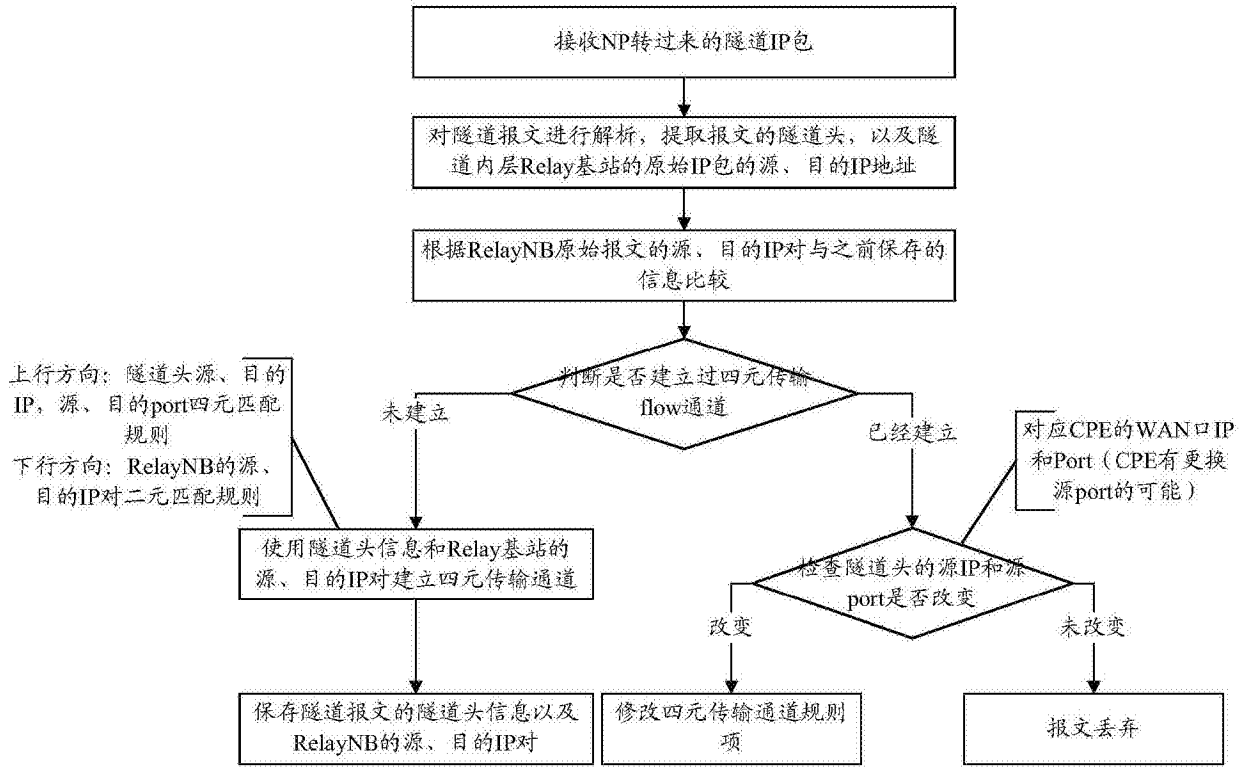 接收NP转过来的隧道IP包
对隧道报文进行解析，提取报文的隧道头，以及隧
道内层Relay基站的原始IP包的源、目的IP地址
根据RelayNB原始报文的源、目的IP对与之前保存的
信息比较
判断是否建立过四元传输
flow通道
未建立
已经建立
上行方向：隧道头源、目的
IP，源、目的port四元匹配
规则
下行方向：RelayNB的源、
目的IP对二元匹配规则
对应CPE的WAN口IP
和Port（CPE有更换
源port的可能）
使用隧道头信息和Relay基站的
源、目的IP对建立四元传输通道
检查隧道头的源IP和源
port是否改变
改变
未改变
保存隧道报文的隧道头信息以及
RelayNB的源、目的IP对
修改四元传输通道规则
项
报文丢弃